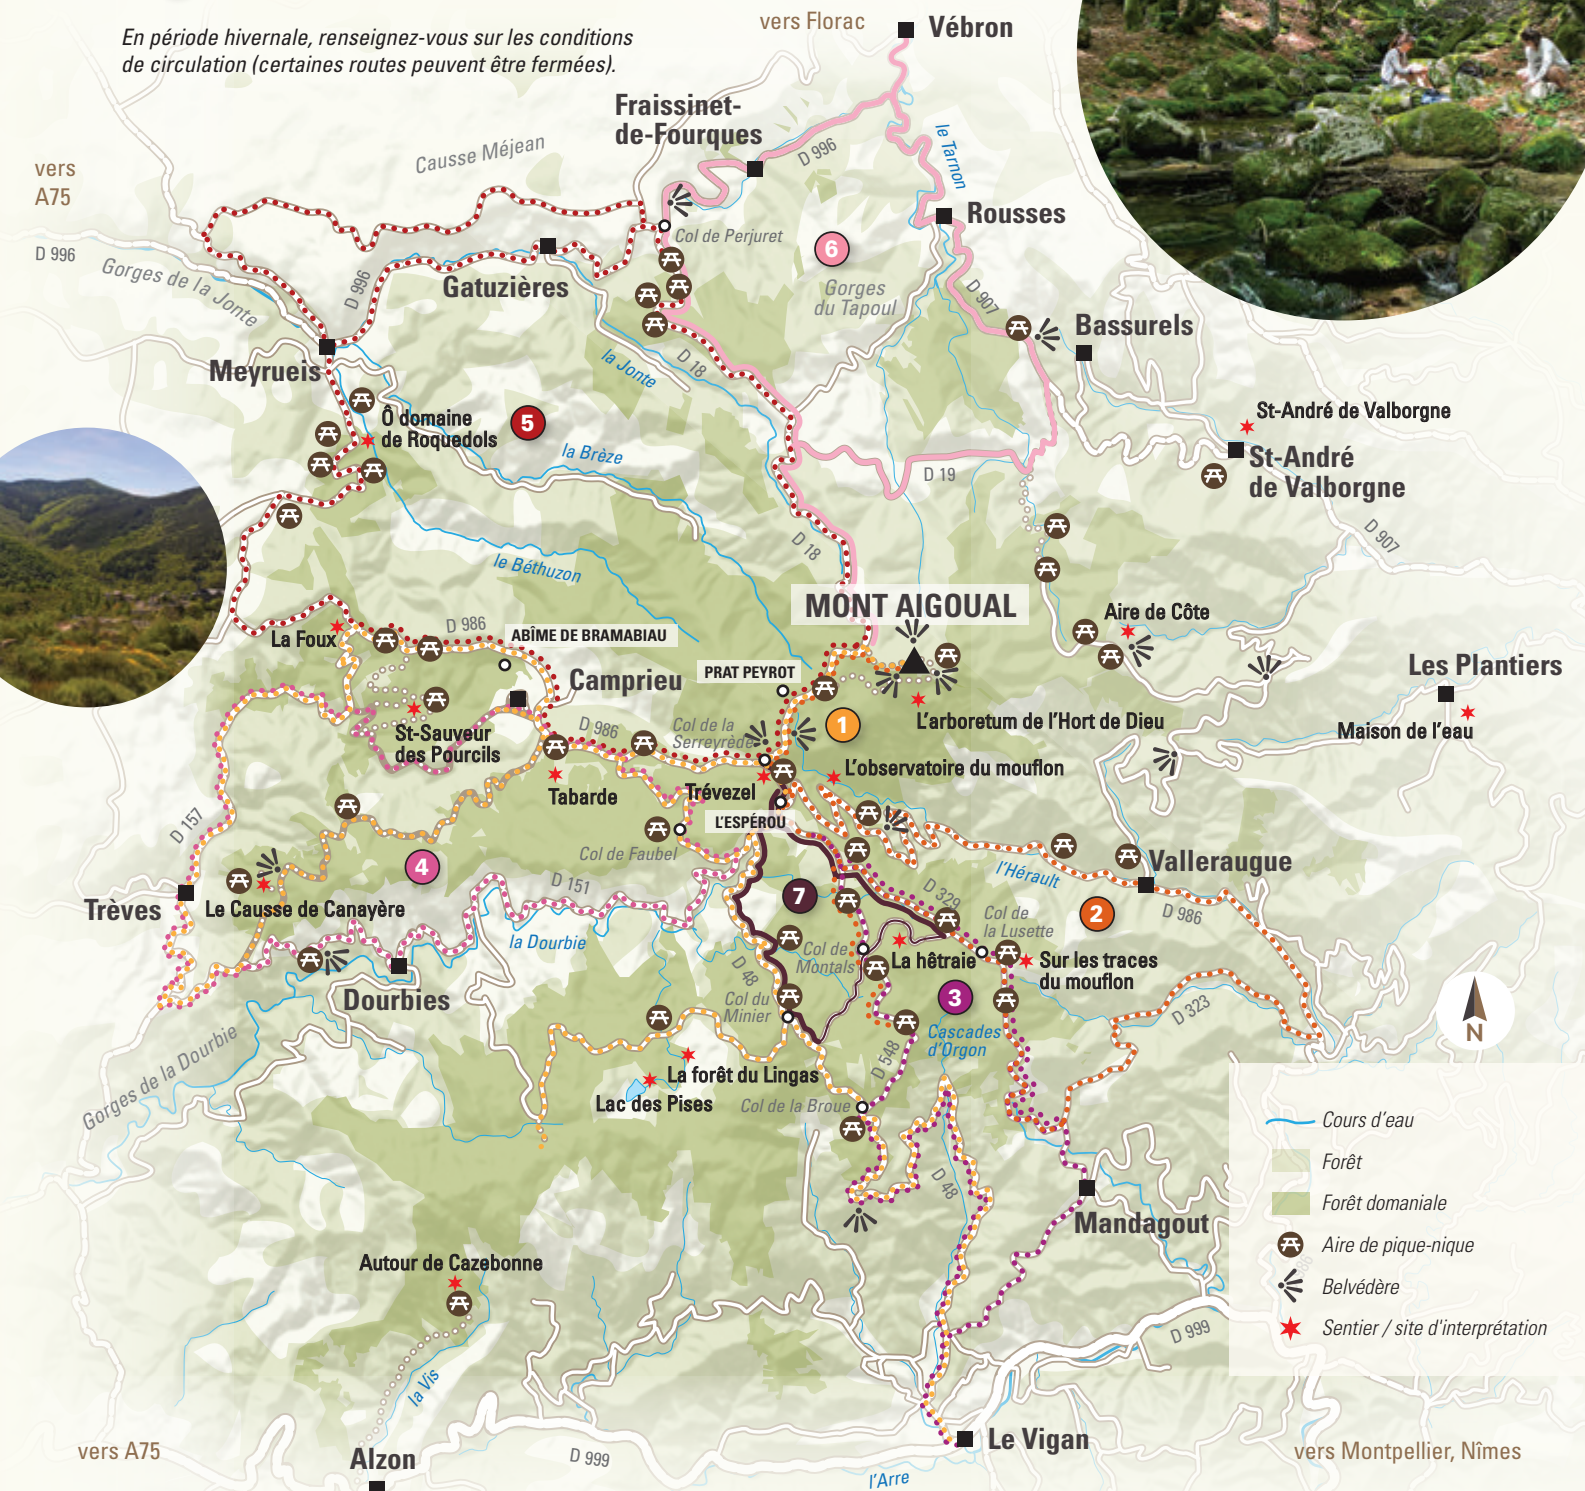 En période hivernale, renseignez-vous sur les conditions
de circulation (certaines routes peuvent être fermées).
vers Florac
Vébron
Fraissinet-
de-Fourques
D 996
le Tarnon
Causse Méjean
vers
A75
Rousses
Col de Perjuret
6
D 996
Gorges de la Jonte
D 996
Gatuzières
Gorges
du Tapoul
D 907
Bassurels
Meyrueis
la Jonte
D 18
Ô domaine
de Roquedols
5
la Brèze
St-André de Valborgne
St-André
de Valborgne
D 19
D 18
D 907
le Béthuzon
MONT AIGOUAL
Aire de Côte
La Foux
D 986
ABÎME DE BRAMABIAU
PRAT PEYROT
Camprieu
Les Plantiers
Maison de l'eau
L'arboretum de l'Hort de Dieu
1
St-Sauveur
des Pourcils
D 986
Col de la
Serreyrède
L'observatoire du mouflon
Tabarde
Trévezel
L'ESPÉROU
D 157
Col de Faubel
4
l'Hérault
Valleraugue
D 986
D 151
7
D 329
2
Trèves
Le Causse de Canayère
Col de
la Lusette
la Dourbie
Col de
Montals
La hêtraie
Sur les traces
du mouflon
D 48
Dourbies
Col du
Minier
3
D 323
Cascades
d'Orgon
N
Gorges de la Dourbie
D 548
La forêt du Lingas
Lac des Pises
Col de la Broue
D 48
Mandagout
Cours d'eau
Forêt
Forêt domaniale
Aire de pique-nique
Belvédère
Sentier / site d'interprétation
Autour de Cazebonne
D 999
la Vis
vers A75
Alzon
D 999
Le Vigan
l'Arre
vers Montpellier, Nîmes